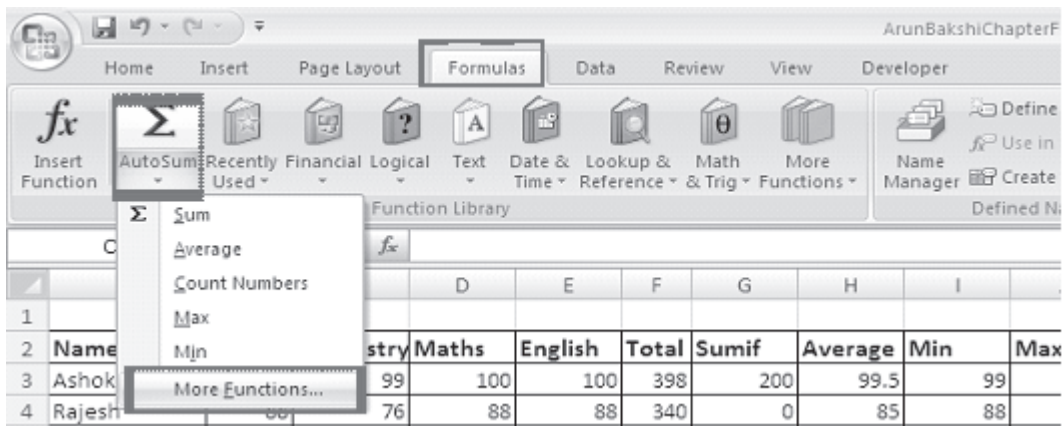 ArunBakshiChapterF
Home Insert Page Layout Formulas Data Review View Developer
fx Σ ? A θ
Insert Function
AutoSum
Recently Used
Financial
Logical
Text
Date & Time
Lookup & Reference
Math & Trig
More Functions
Name Manager
Define
Use in
Create
Function Library
Defined Na
Σ Sum
Average
Count Numbers
Max
Min
More Functions...
C fx
D E F G H I
1
2 Name stry Maths English Total Sumif Average Min Max
3 Ashok 99 100 100 398 200 99.5 99
4 Rajesh 88 76 88 88 340 0 85 88